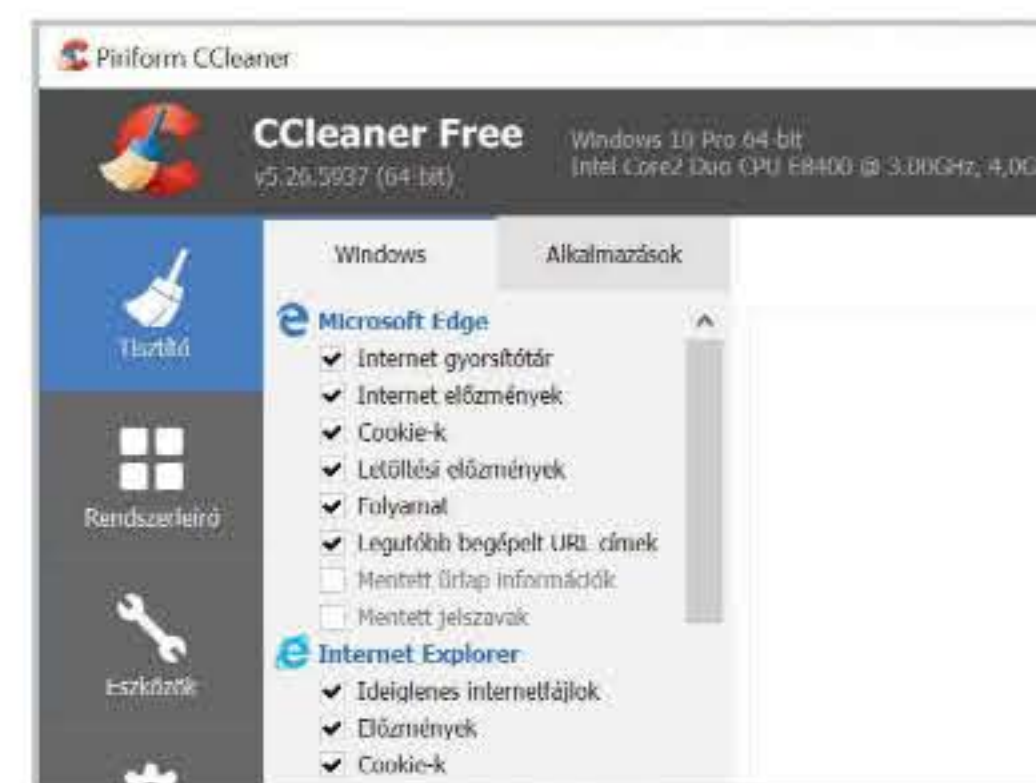 Piriform CCleaner
CCleaner Free
v5.26.5937 (64-bit)
Windows 10 Pro 64-bit
Intel Core2 Duo CPU E8400 @ 3.00GHz, 4,0G
Tisztító
Rendszerleíró
Eszközök
Windows
Alkalmazások
Microsoft Edge
Internet gyorsítótár
Internet előzmények
Cookie-k
Letöltési előzmények
Folyamat
Legutóbb begépelt URL címek
Mentett űrlap információk
Mentett jelszavak
Internet Explorer
Ideiglenes internetfájlok
Előzmények
Cookie-k